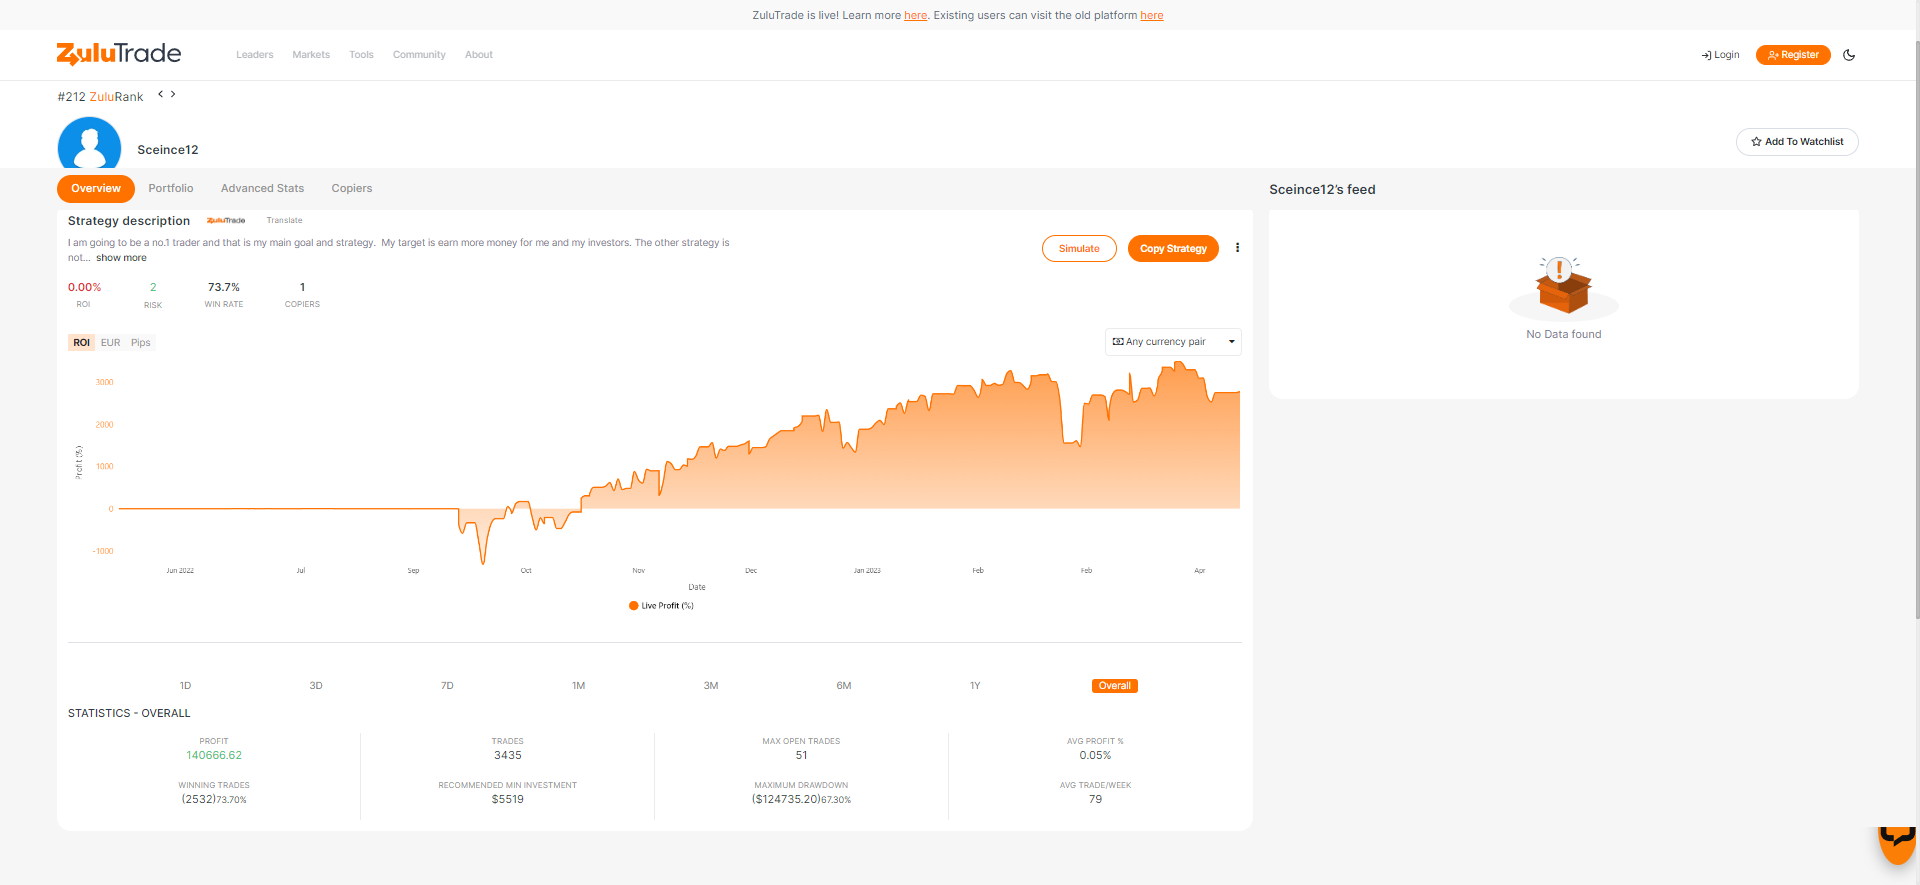 ZuluTrade is live! Learn more here. Existing users can visit the old platform here
ZuluTrade
Leaders Markets Tools Community About
Login Register
#212 ZuluRank
Sceince12
Add To Watchlist
Overview Portfolio Advanced Stats Copiers
Sceince12's feed
Strategy description ZuluTrade Translate
I am going to be a no.1 trader and that is my main goal and strategy. My target is earn more money for me and my investors. The other strategy is
not... show more
Simulate Copy Strategy
0.00% 2 73.7% 1
ROI RISK WIN RATE COPIERS
No Data found
ROI EUR Pips
Any currency pair
3000
2000
1000
0
-1000
Profit (%)
Jun 2022 Jul Sep Oct Nov Dec Jan 2023 Feb Feb Apr
Date
Live Profit (%)
1D 3D 7D 1M 3M 6M 1Y Overall
STATISTICS - OVERALL
PROFIT TRADES MAX OPEN TRADES AVG PROFIT %
140666.62 3435 51 0.05%
WINNING TRADES RECOMMENDED MIN INVESTMENT MAXIMUM DRAWDOWN AVG TRADE/WEEK
(2532)73.70% $5519 ($124735.20)67.30% 79